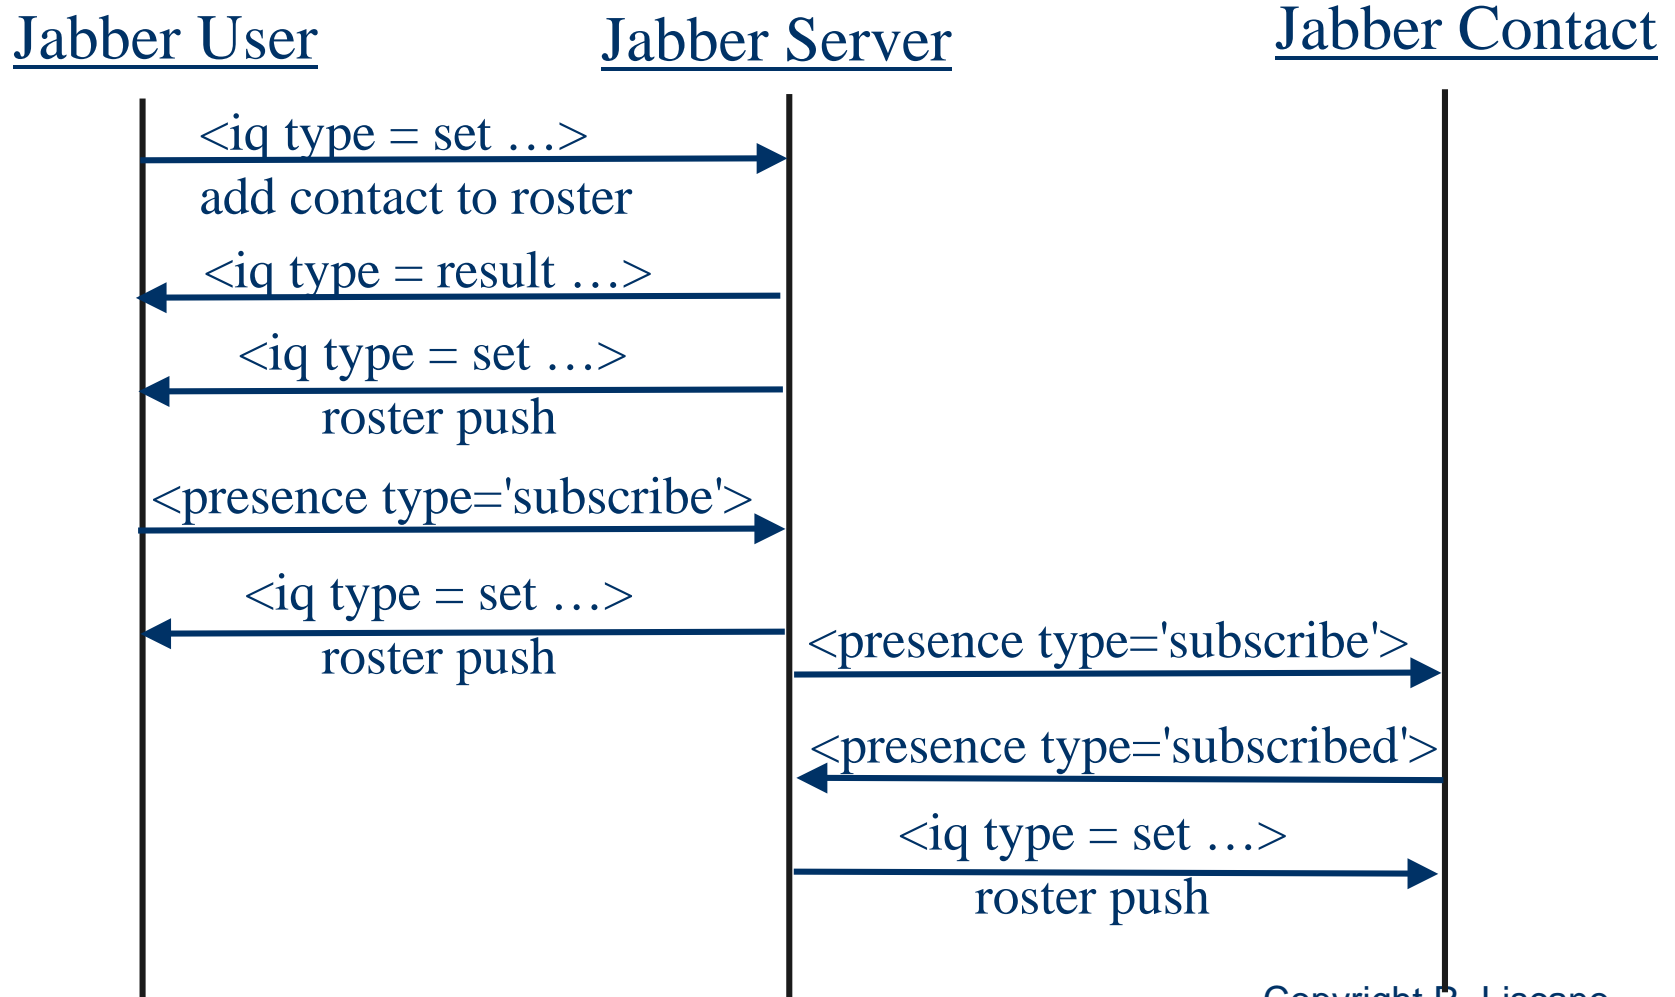 Jabber User
Jabber Server
Jabber Contact
<iq type = set …>
add contact to roster
<iq type = result …>
<iq type = set …>
roster push
<presence type='subscribe'>
<iq type = set …>
roster push
<presence type='subscribe'>
<presence type='subscribed'>
<iq type = set …>
roster push
Copyright R. Liscano